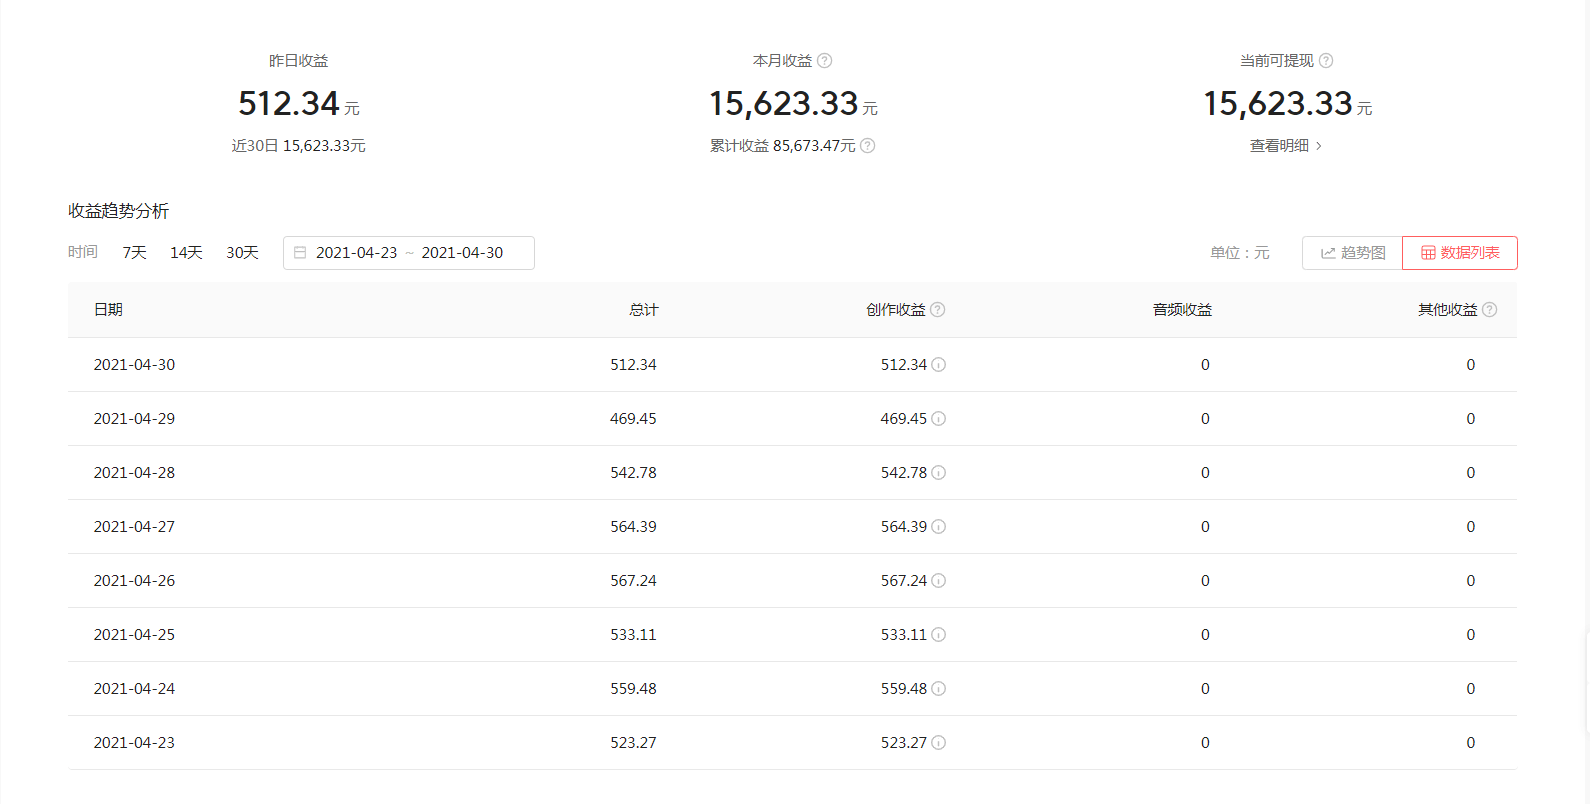 昨日收益 本月收益 当前可提现
512.34 元 15,623.33 元 15,623.33 元
近30日 15,623.33元 累计收益 85,673.47元 查看明细
收益趋势分析
时间 7天 14天 30天 2021-04-23 ~ 2021-04-30 单位：元 趋势图 数据列表
日期 总计 创作收益 音频收益 其他收益
2021-04-30 512.34 512.34 0 0
2021-04-29 469.45 469.45 0 0
2021-04-28 542.78 542.78 0 0
2021-04-27 564.39 564.39 0 0
2021-04-26 567.24 567.24 0 0
2021-04-25 533.11 533.11 0 0
2021-04-24 559.48 559.48 0 0
2021-04-23 523.27 523.27 0 0